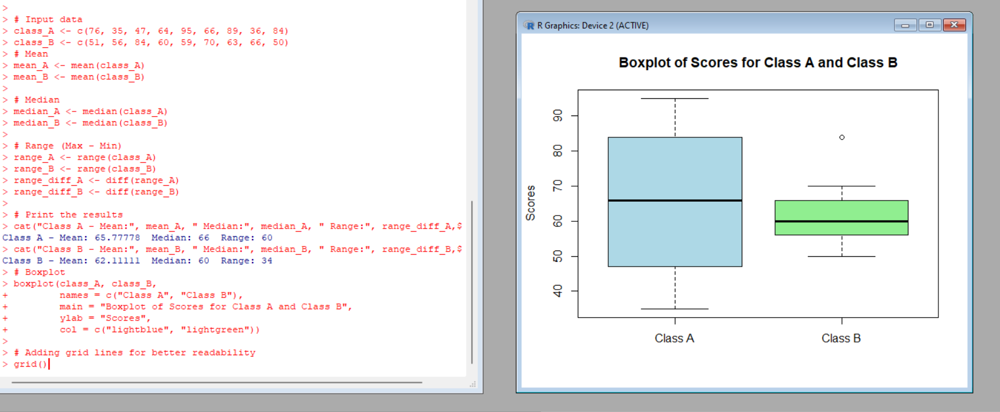 >
> # Input data
> class_A <- c(76, 35, 47, 64, 95, 66, 89, 36, 84)
> class_B <- c(51, 56, 84, 60, 59, 70, 63, 66, 50)
> # Mean
> mean_A <- mean(class_A)
> mean_B <- mean(class_B)
>
> # Median
> median_A <- median(class_A)
> median_B <- median(class_B)
>
> # Range (Max - Min)
> range_A <- range(class_A)
> range_B <- range(class_B)
> range_diff_A <- diff(range_A)
> range_diff_B <- diff(range_B)
>
> # Print the results
> cat("Class A - Mean:", mean_A, " Median:", median_A, " Range:", range_diff_A,$
Class A - Mean: 65.77778  Median: 66  Range: 60
> cat("Class B - Mean:", mean_B, " Median:", median_B, " Range:", range_diff_B,$
Class B - Mean: 62.11111  Median: 60  Range: 34
> # Boxplot
> boxplot(class_A, class_B,
+         names = c("Class A", "Class B"),
+         main = "Boxplot of Scores for Class A and Class B",
+         ylab = "Scores",
+         col = c("lightblue", "lightgreen"))
>
> # Adding grid lines for better readability
> grid()
R Graphics: Device 2 (ACTIVE)
Boxplot of Scores for Class A and Class B
Scores
90
80
70
60
50
40
Class A
Class B